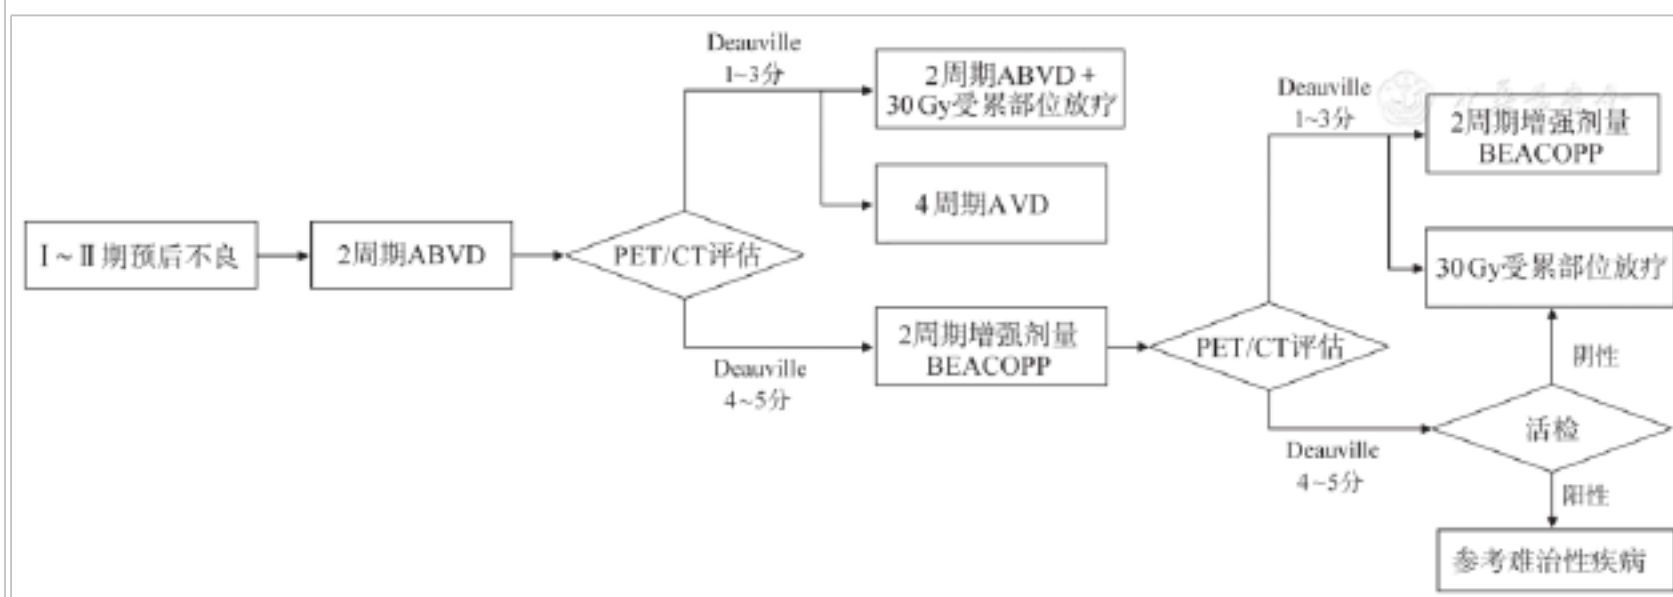 Ⅰ~Ⅱ期预后不良
2周期ABVD
PET/CT评估
Deauville
1~3分
2周期ABVD +
30 Gy受累部位放疗
4周期AVD
Deauville
4~5分
2周期增强剂量
BEACOPP
PET/CT评估
Deauville
1~3分
2周期增强剂量
BEACOPP
30 Gy受累部位放疗
Deauville
4~5分
活检
阴性
阳性
参考难治性疾病